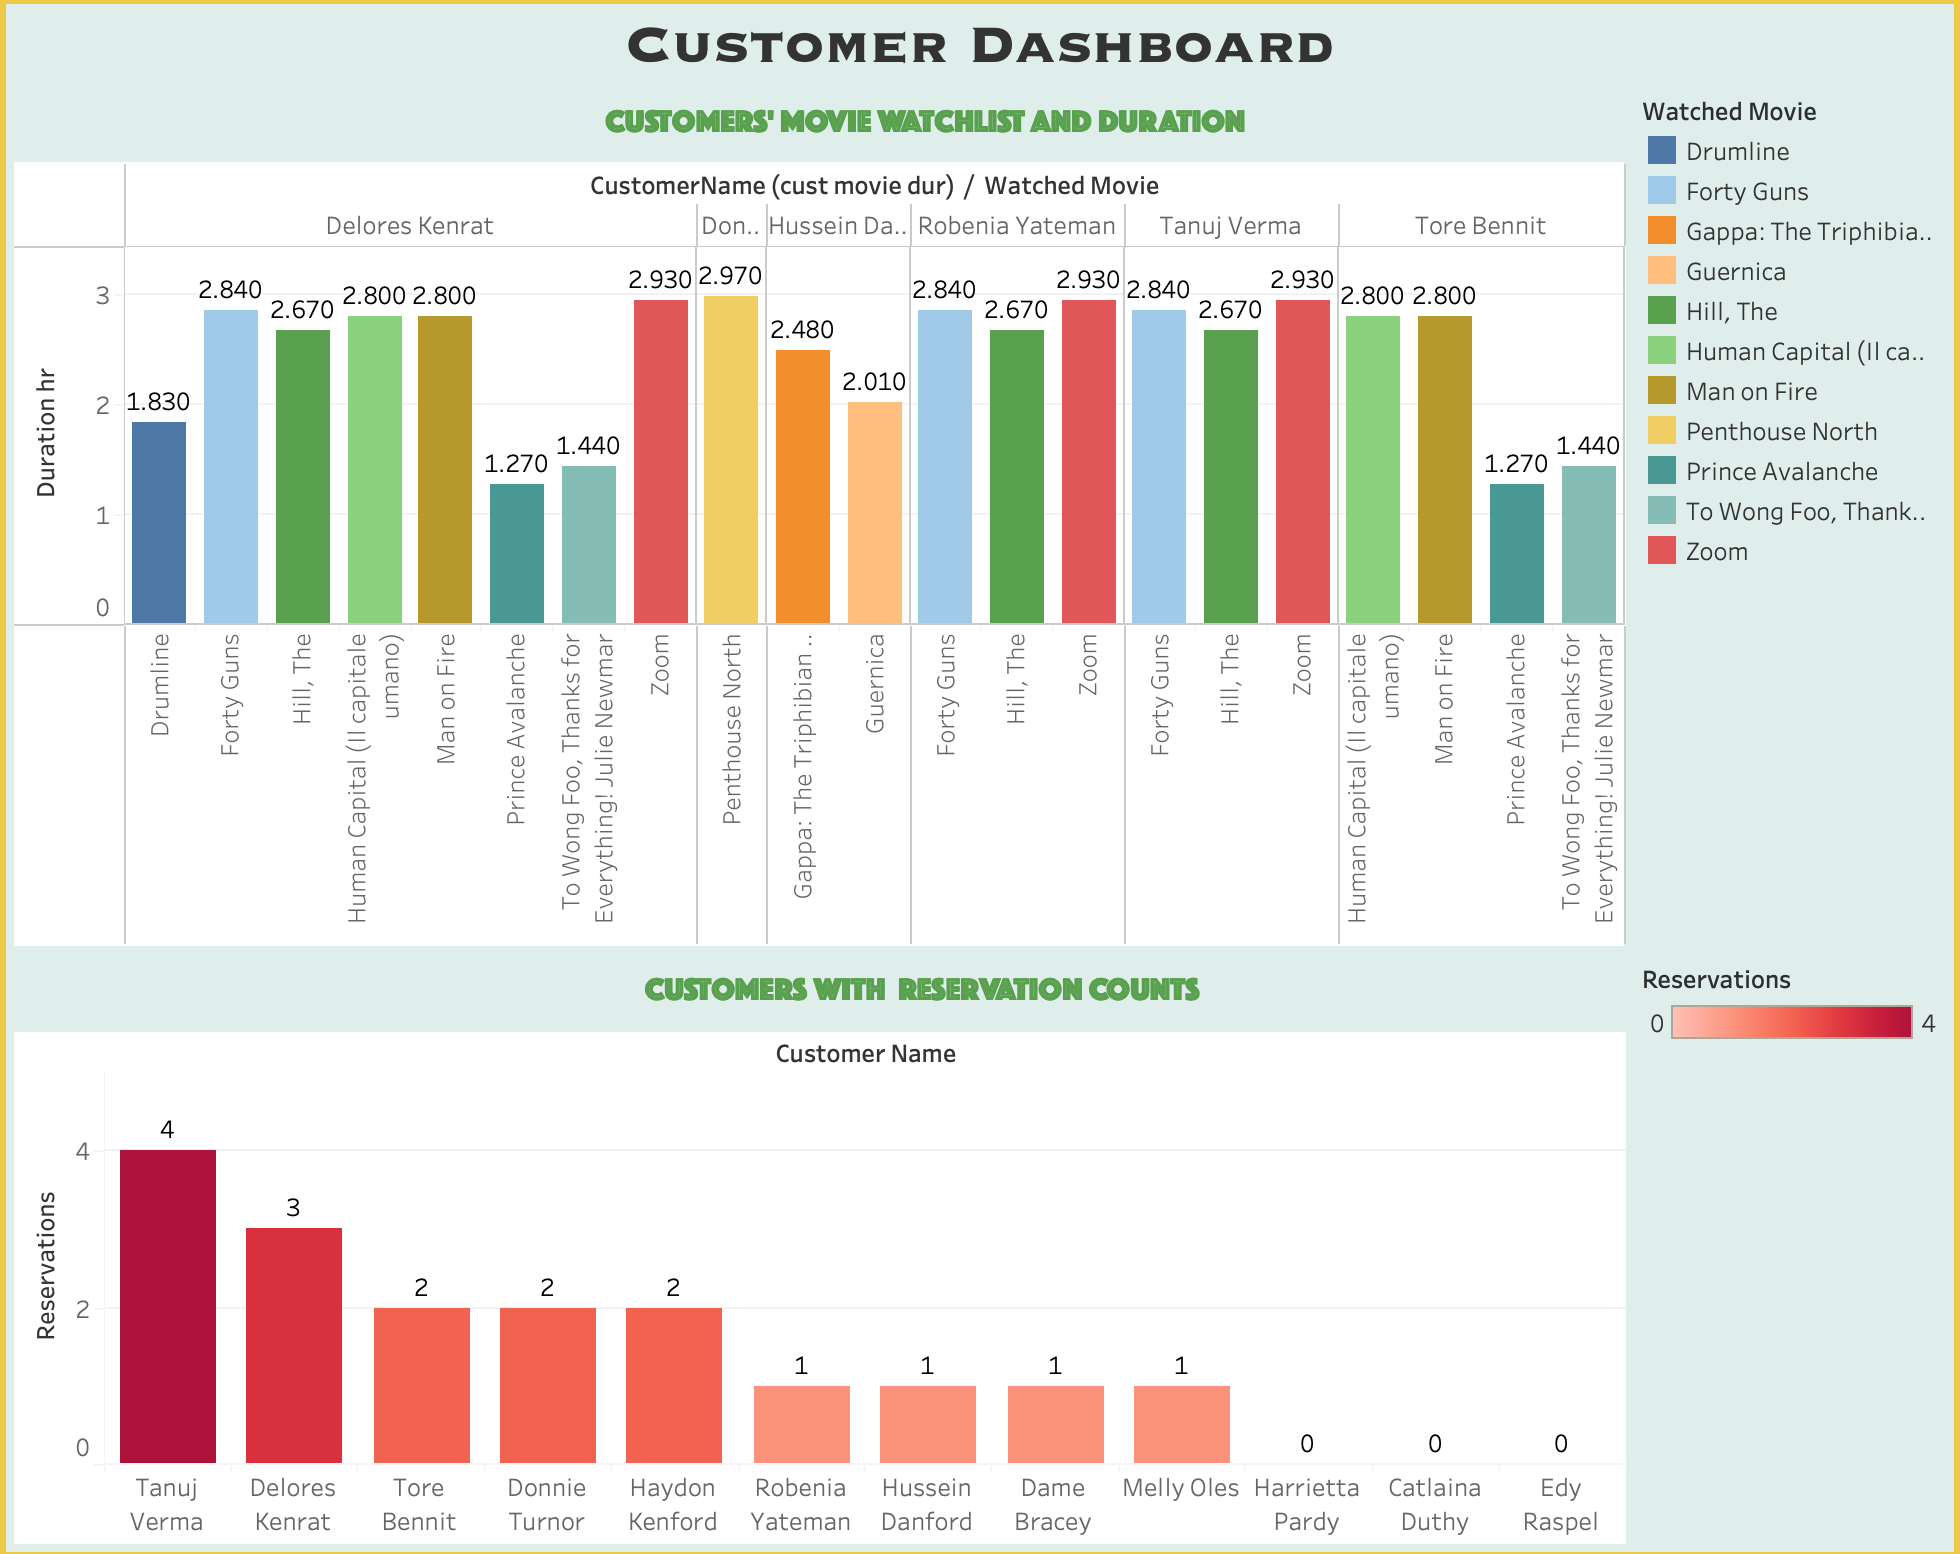 CUSTOMER DASHBOARD
CUSTOMERS' MOVIE WATCHLIST AND DURATION
CustomerName (cust movie dur) / Watched Movie
Delores Kenrat Don.. Hussein Da.. Robenia Yateman Tanuj Verma Tore Bennit
Duration hr
3
2
1
0
1.830 2.840 2.670 2.800 2.800 1.270 1.440 2.930 2.970 2.480 2.010 2.840 2.670 2.930 2.840 2.670 2.930 2.800 2.800 1.270 1.440
Drumline
Forty Guns
Hill, The
Human Capital (Il capitale
umano)
Man on Fire
Prince Avalanche
To Wong Foo, Thanks for
Everything! Julie Newmar
Zoom
Penthouse North
Gappa: The Triphibian ..
Guernica
Forty Guns
Hill, The
Zoom
Forty Guns
Hill, The
Zoom
Human Capital (Il capitale
umano)
Man on Fire
Prince Avalanche
To Wong Foo, Thanks for
Everything! Julie Newmar
Watched Movie
Drumline
Forty Guns
Gappa: The Triphibia..
Guernica
Hill, The
Human Capital (Il ca..
Man on Fire
Penthouse North
Prince Avalanche
To Wong Foo, Thank..
Zoom
CUSTOMERS WITH RESERVATION COUNTS
Customer Name
Reservations
4
2
0
4 3 2 2 2 1 1 1 1 0 0 0
Tanuj
Verma
Delores
Kenrat
Tore
Bennit
Donnie
Turnor
Haydon
Kenford
Robenia
Yateman
Hussein
Danford
Dame
Bracey
Melly Oles
Harrietta
Pardy
Catlaina
Duthy
Edy
Raspel
Reservations
0 4